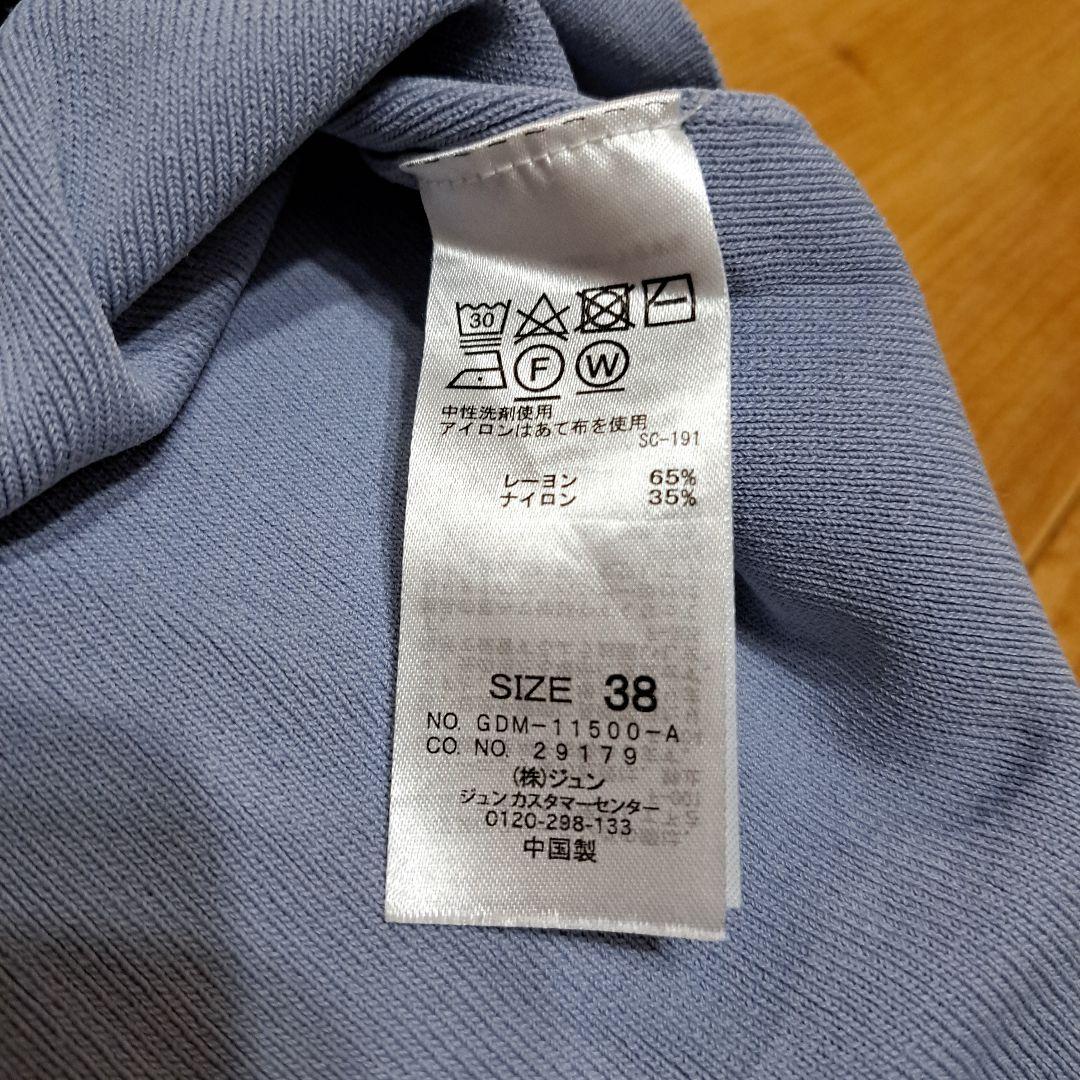 30
F W
中性洗剤使用
アイロンはあて布を使用
SC-191
レーヨン 65%
ナイロン 35%
SIZE 38
NO. GDM-11500-A
CO. NO. 29179
(株)ジュン
ジュンカスタマーセンター
0120-298-133
中国製